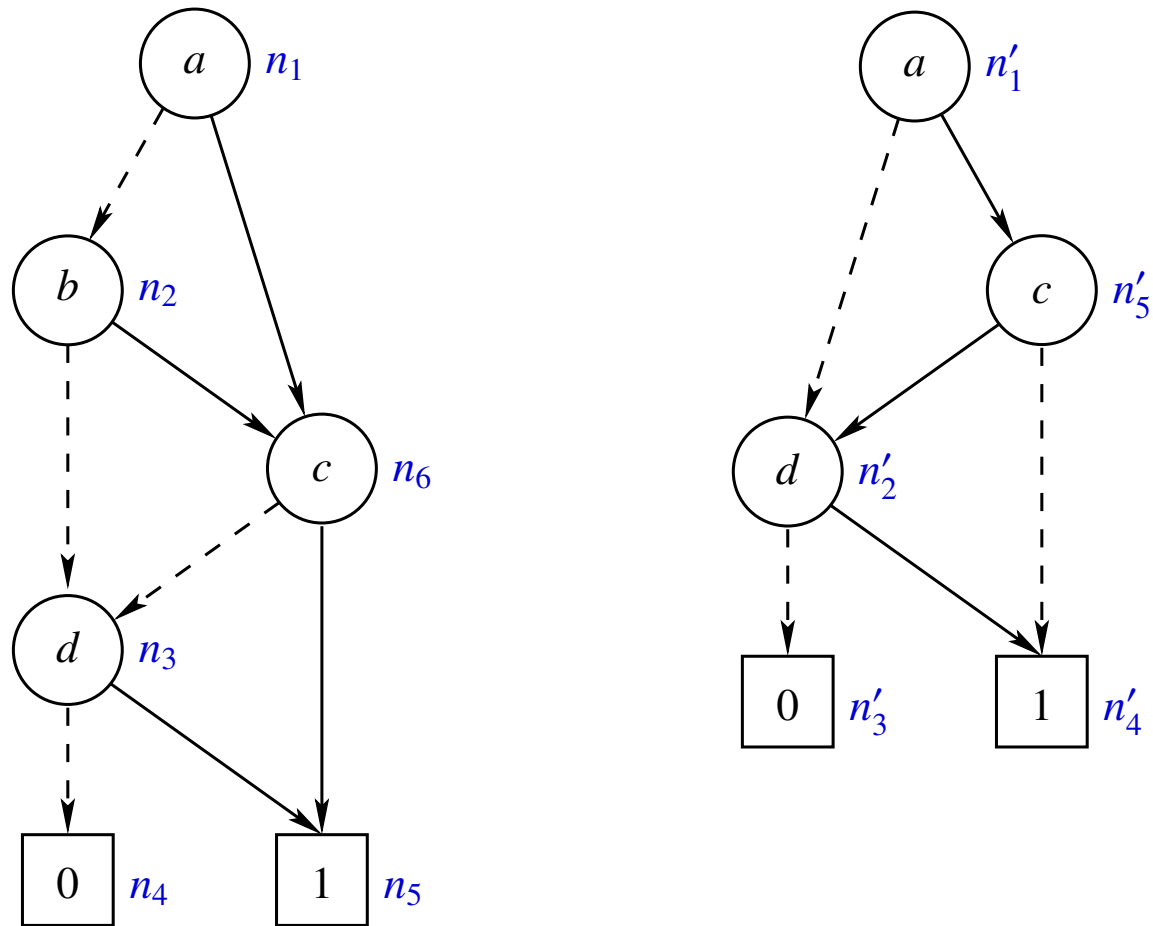 a n₁
a n′₁
b n₂
c n′₅
c n₆
d n′₂
d n₃
0 n′₃
1 n′₄
0 n₄
1 n₅